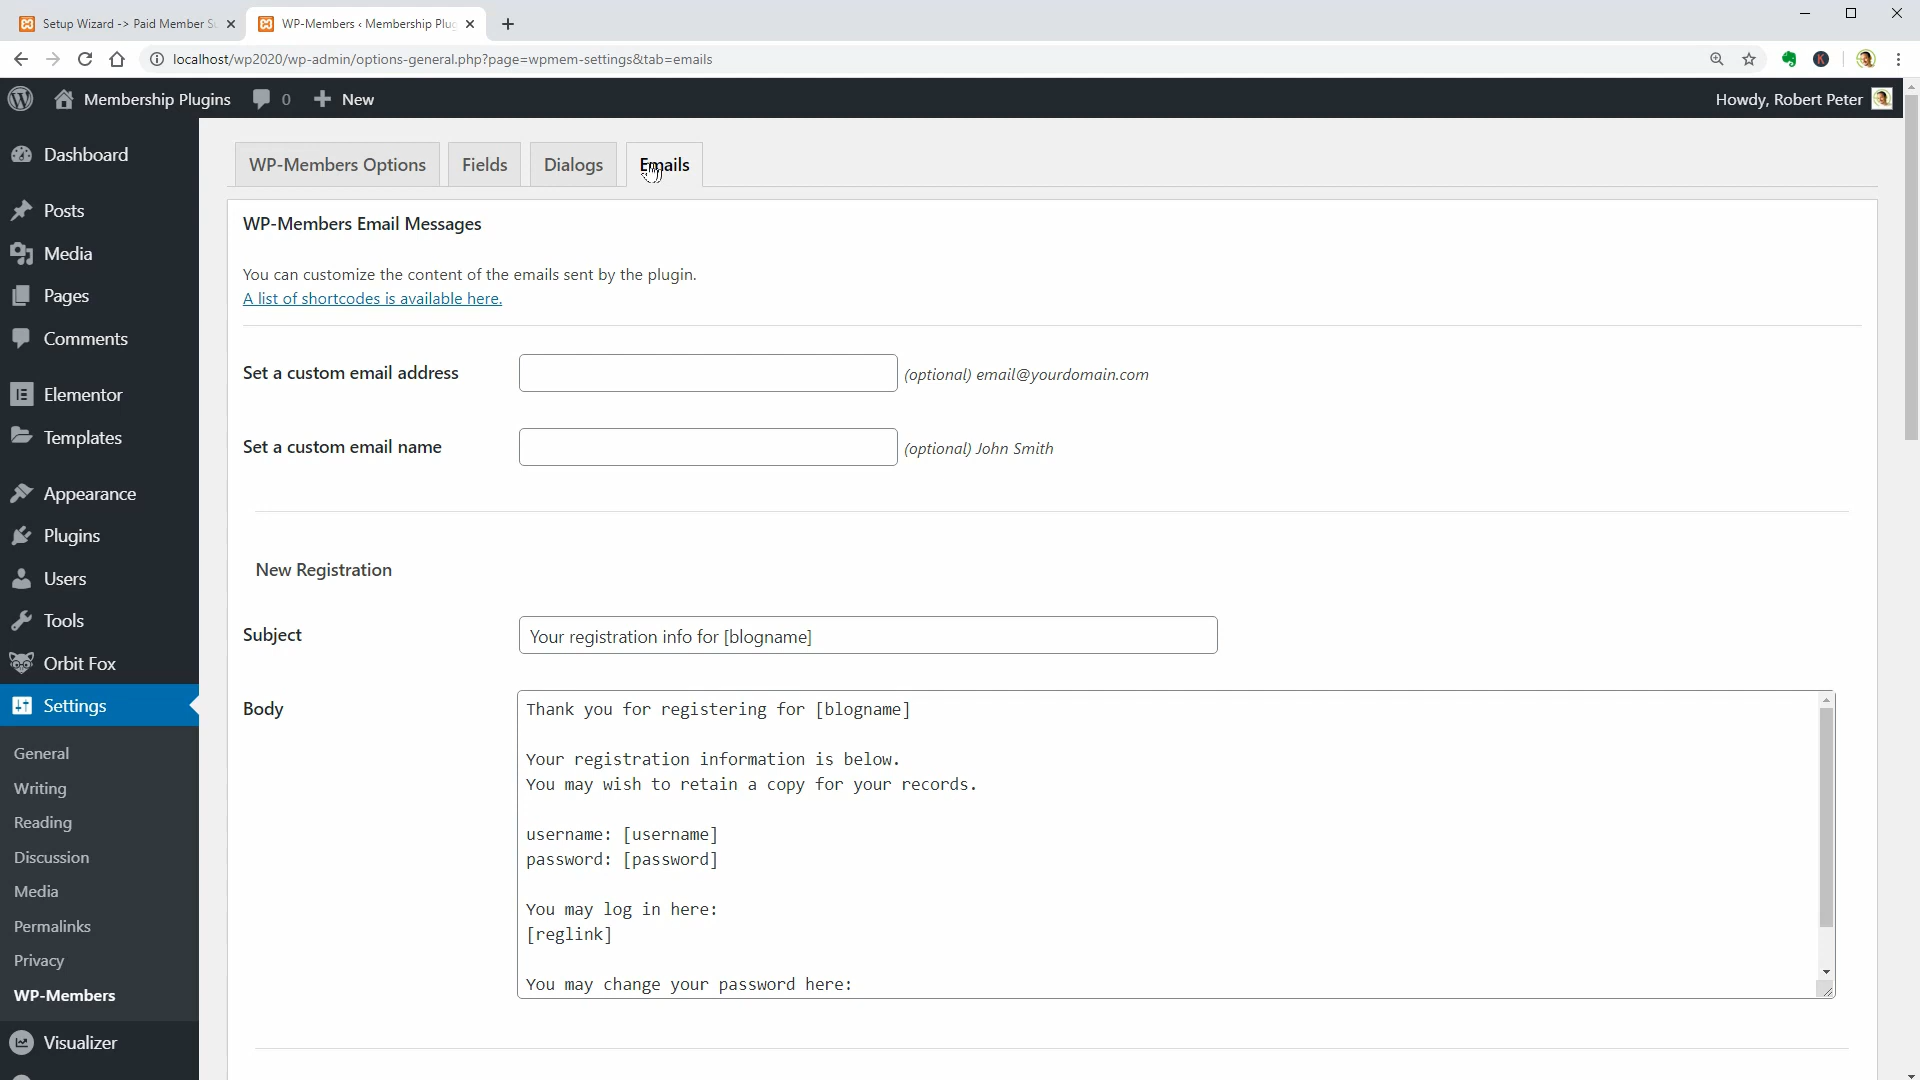 Setup Wizard -> Paid Member S
WP-Members ‹ Membership Plug
localhost/wp2020/wp-admin/options-general.php?page=wpmem-settings&tab=emails
K
Membership Plugins
0
New
Howdy, Robert Peter
Dashboard
Posts
Media
Pages
Comments
Elementor
Templates
Appearance
Plugins
Users
Tools
Orbit Fox
Settings
General
Writing
Reading
Discussion
Media
Permalinks
Privacy
WP-Members
Visualizer
WP-Members Options
Fields
Dialogs
Emails
WP-Members Email Messages
You can customize the content of the emails sent by the plugin.
A list of shortcodes is available here.
Set a custom email address
(optional) email@yourdomain.com
Set a custom email name
(optional) John Smith
New Registration
Subject
Your registration info for [blogname]
Body
Thank you for registering for [blogname]
Your registration information is below.
You may wish to retain a copy for your records.
username: [username]
password: [password]
You may log in here:
[reglink]
You may change your password here: